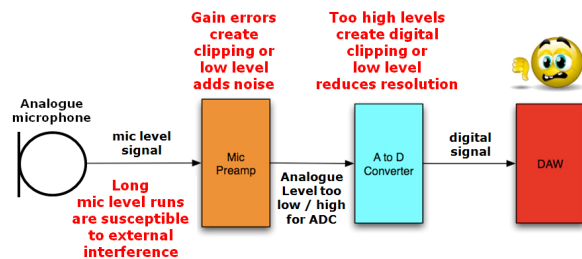 Gain errors
create
clipping or
low level
adds noise
Too high levels
create digital
clipping or
low level
reduces resolution
Analogue
microphone
mic level
signal
Long
mic level runs
are susceptible
to external
interference
Mic
Preamp
Analogue
Level too
low / high
for ADC
A to D
Converter
digital
signal
DAW